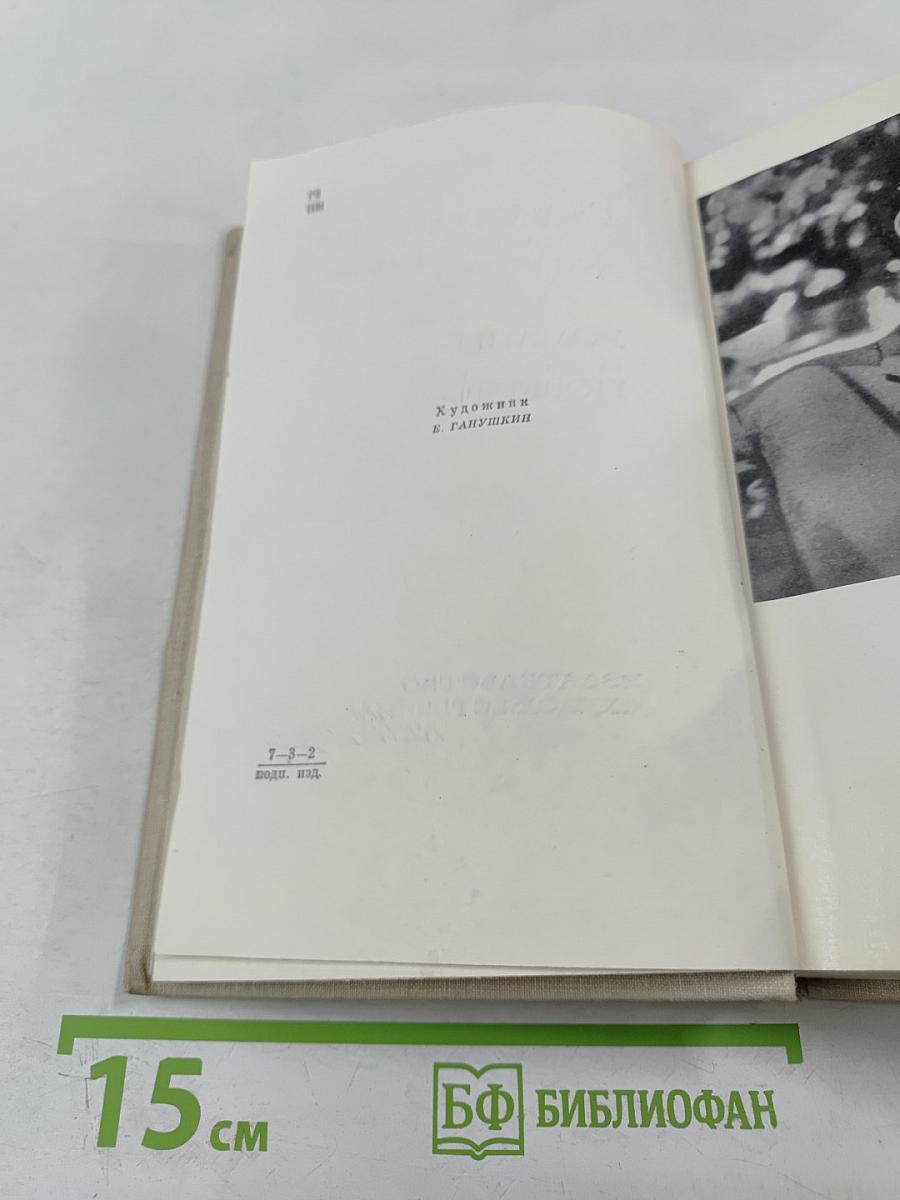 Художник
Е. ГАНУШКИН
7—3—2
подп. изд.
15 см
БФ БИБЛИОФАН